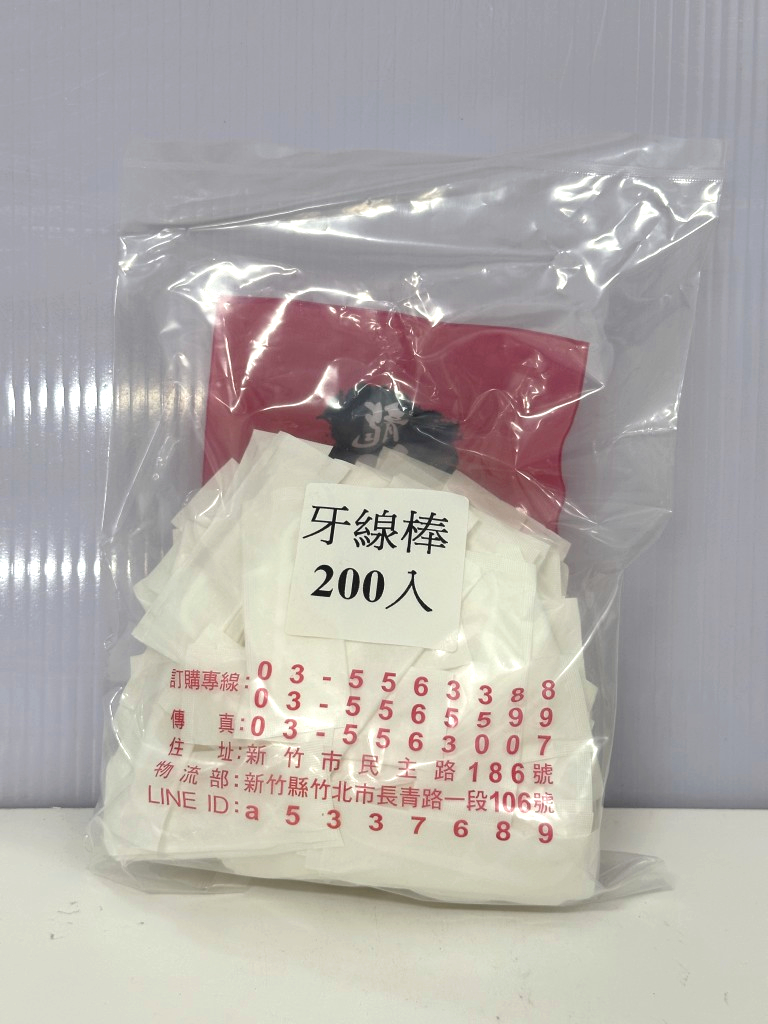 牙線棒
200入
訂購專線:03-5563388
03-5565599
傳真:03-5563007
住址:新竹市民主路186號
物流部:新竹縣竹北市長青路一段106號
LINE ID:a5337689